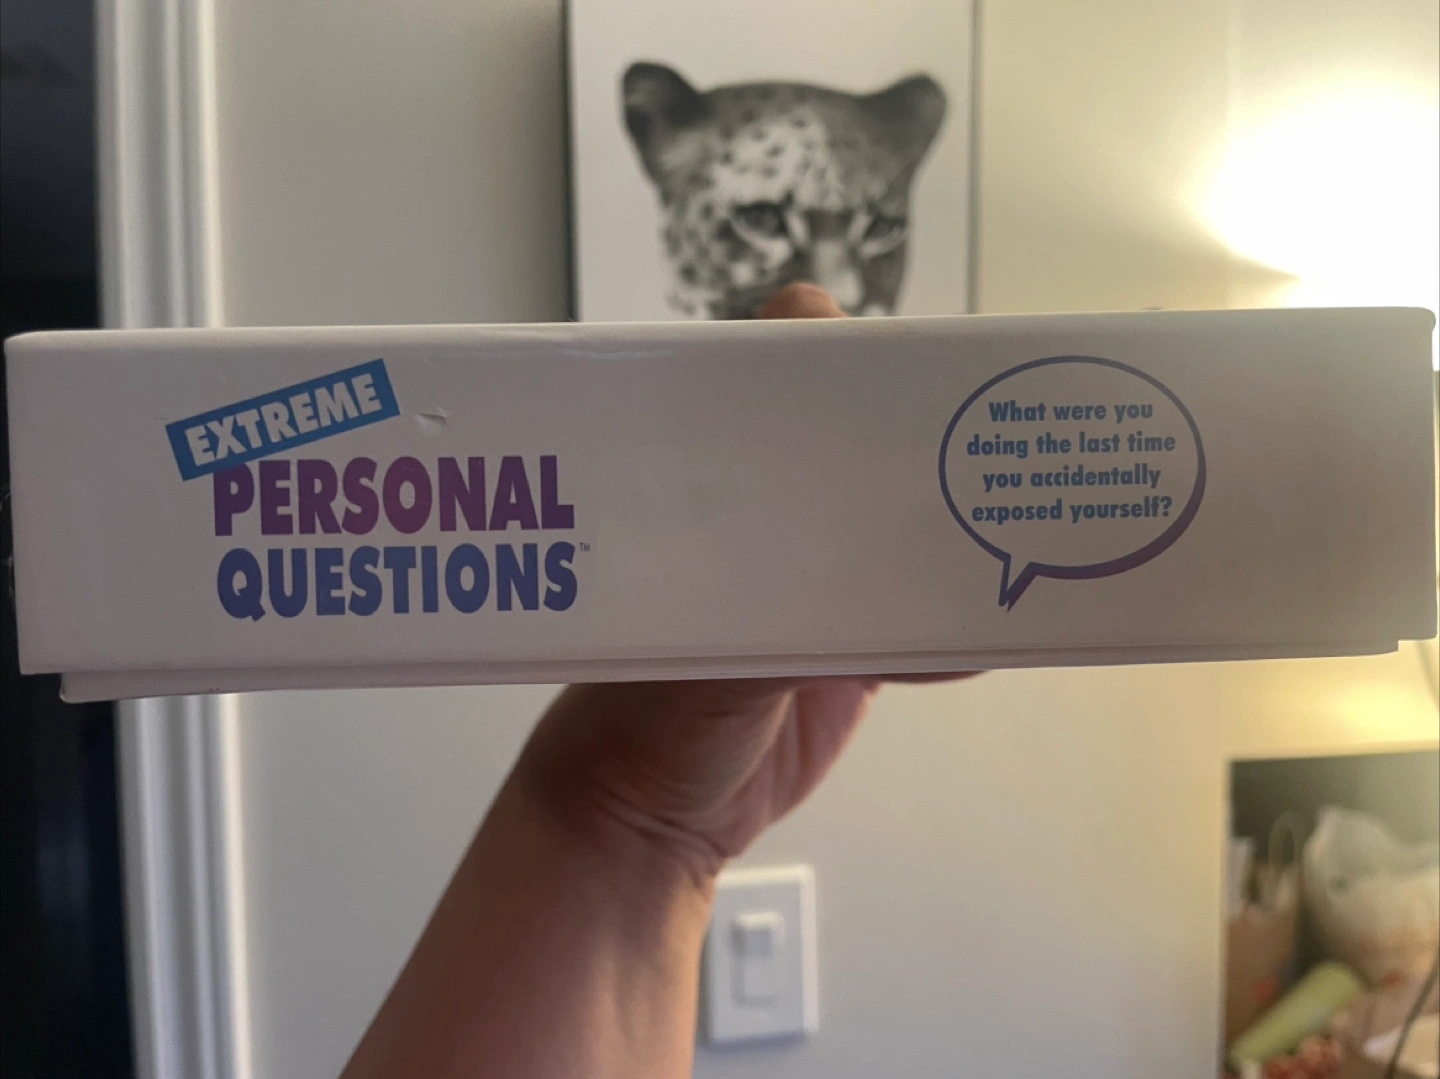 EXTREME
PERSONAL
QUESTIONS™
What were you
doing the last time
you accidentally
exposed yourself?